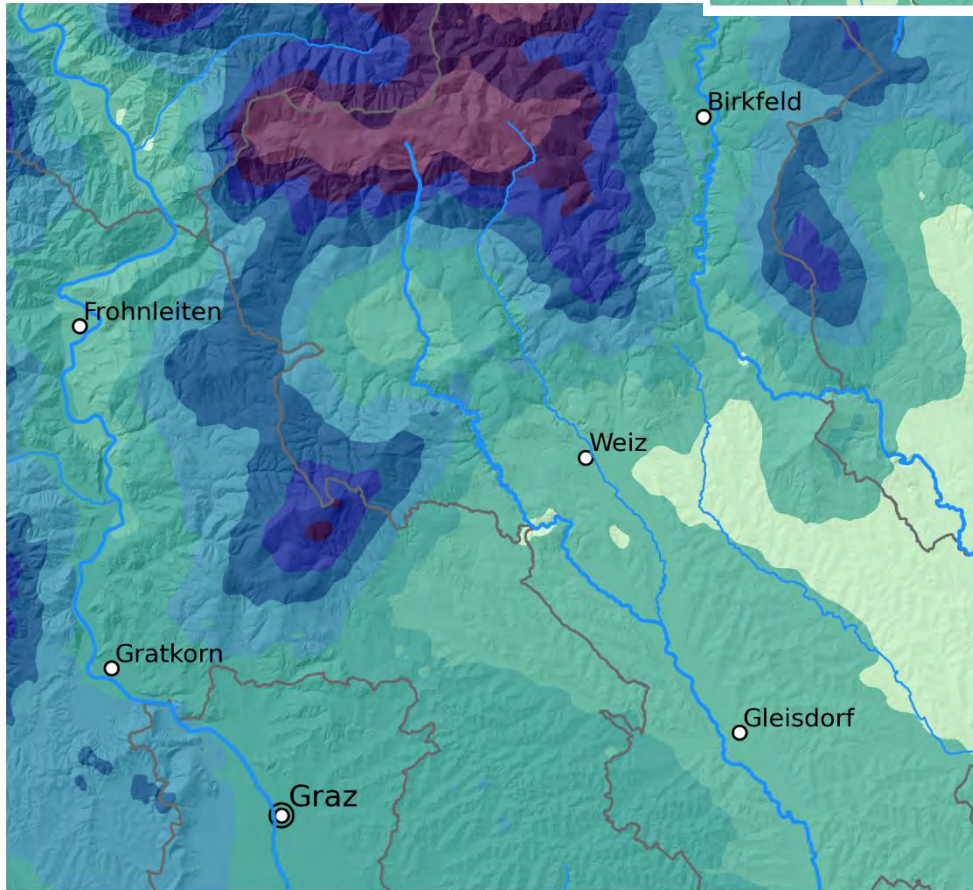 Birkfeld
Frohnleiten
Weiz
Gratkorn
Gleisdorf
Graz